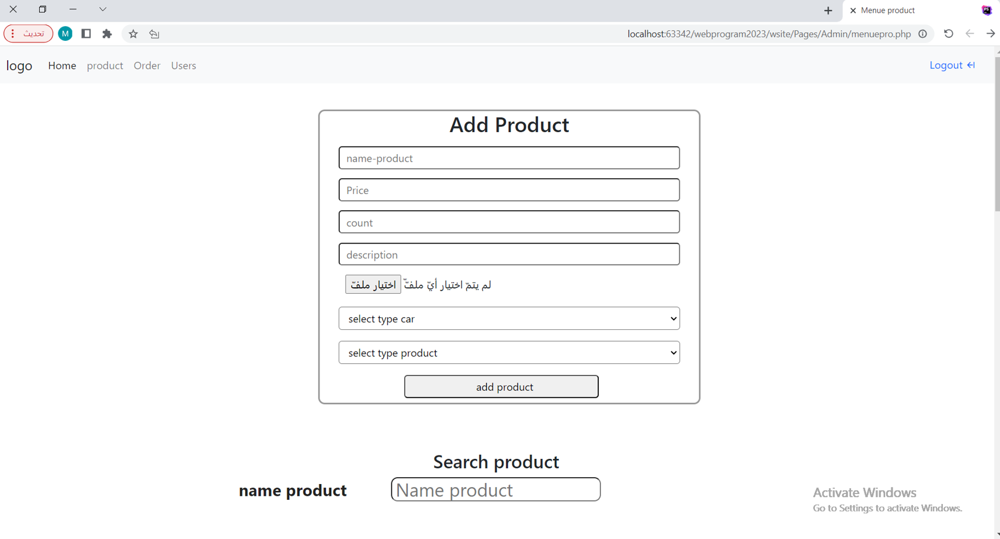 Menue product
تحديث
M
localhost:63342/webprogram2023/wsite/Pages/Admin/menuepro.php
logo Home product Order Users Logout
Add Product
name-product
Price
count
description
اختيار ملفّ لم يتمّ اختيار أيّ ملفّ
select type car
select type product
add product
Search product
name product Name product
Activate Windows
Go to Settings to activate Windows.